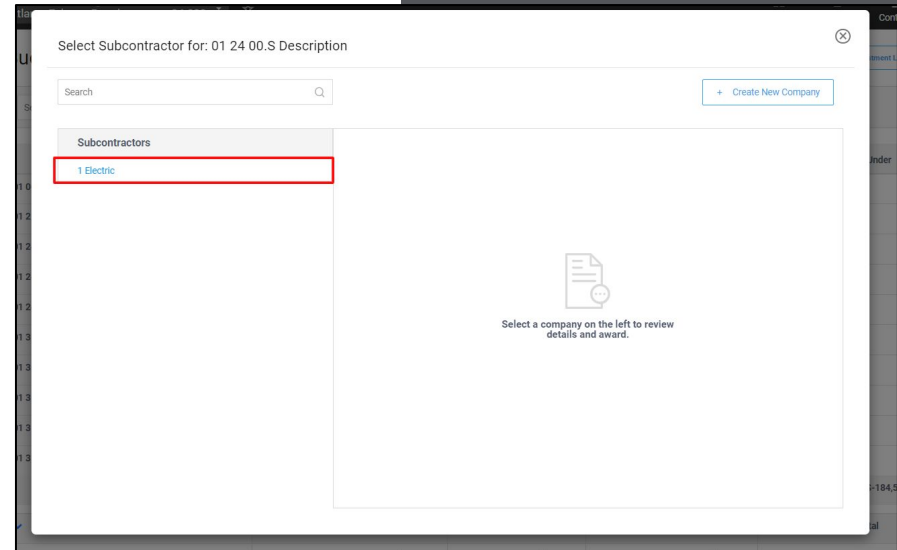 Select Subcontractor for: 01 24 00.S Description
Search
+ Create New Company
Subcontractors
1 Electric
Select a company on the left to review
details and award.
Under